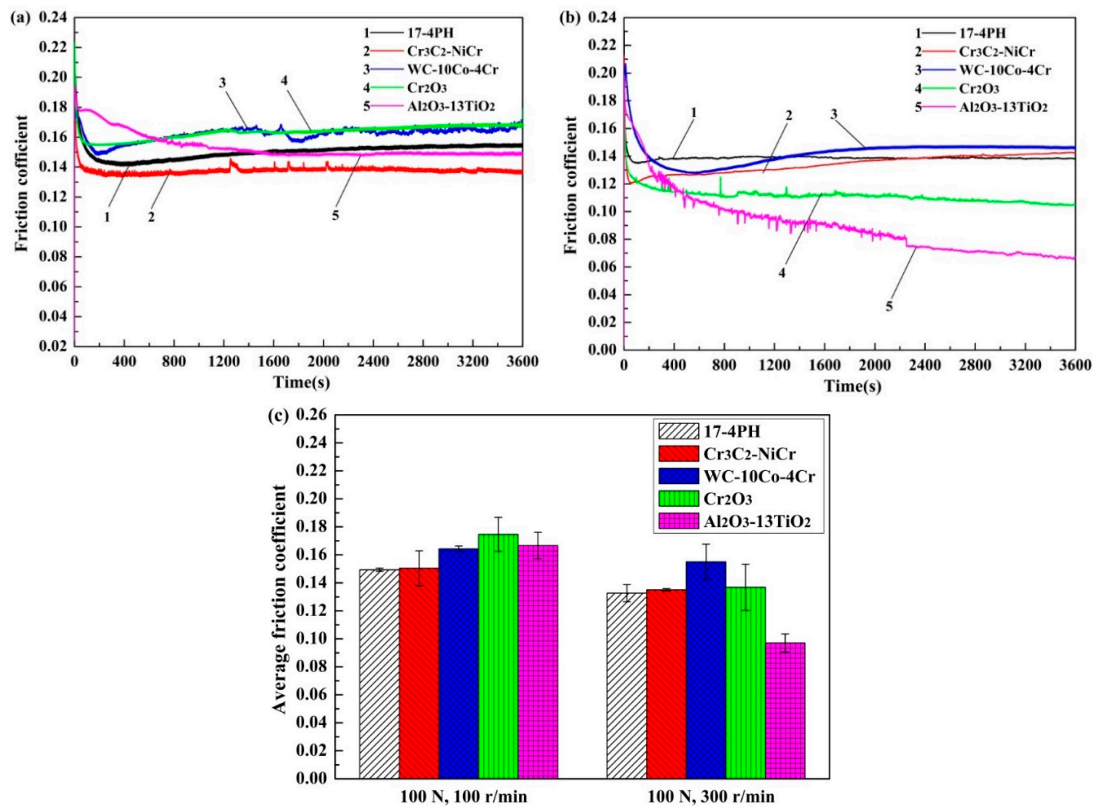 (a)
0.24
0.22
0.20
0.18
0.16
0.14
0.12
0.10
0.08
0.06
0.04
0.02
Friction coefficient
1 17-4PH
2 Cr3C2-NiCr
3 WC-10Co-4Cr
4 Cr2O3
5 Al2O3-13TiO2
3
4
1
2
5
0 400 800 1200 1600 2000 2400 2800 3200 3600
Time(s)
(b)
0.24
0.22
0.20
0.18
0.16
0.14
0.12
0.10
0.08
0.06
0.04
0.02
0.00
Friction coefficient
1 17-4PH
2 Cr3C2-NiCr
3 WC-10Co-4Cr
4 Cr2O3
5 Al2O3-13TiO2
1
2
3
4
5
0 400 800 1200 1600 2000 2400 2800 3200 3600
Time(s)
(c)
0.26
0.24
0.22
0.20
0.18
0.16
0.14
0.12
0.10
0.08
0.06
0.04
0.02
0.00
Average friction coefficient
17-4PH
Cr3C2-NiCr
WC-10Co-4Cr
Cr2O3
Al2O3-13TiO2
100 N, 100 r/min
100 N, 300 r/min